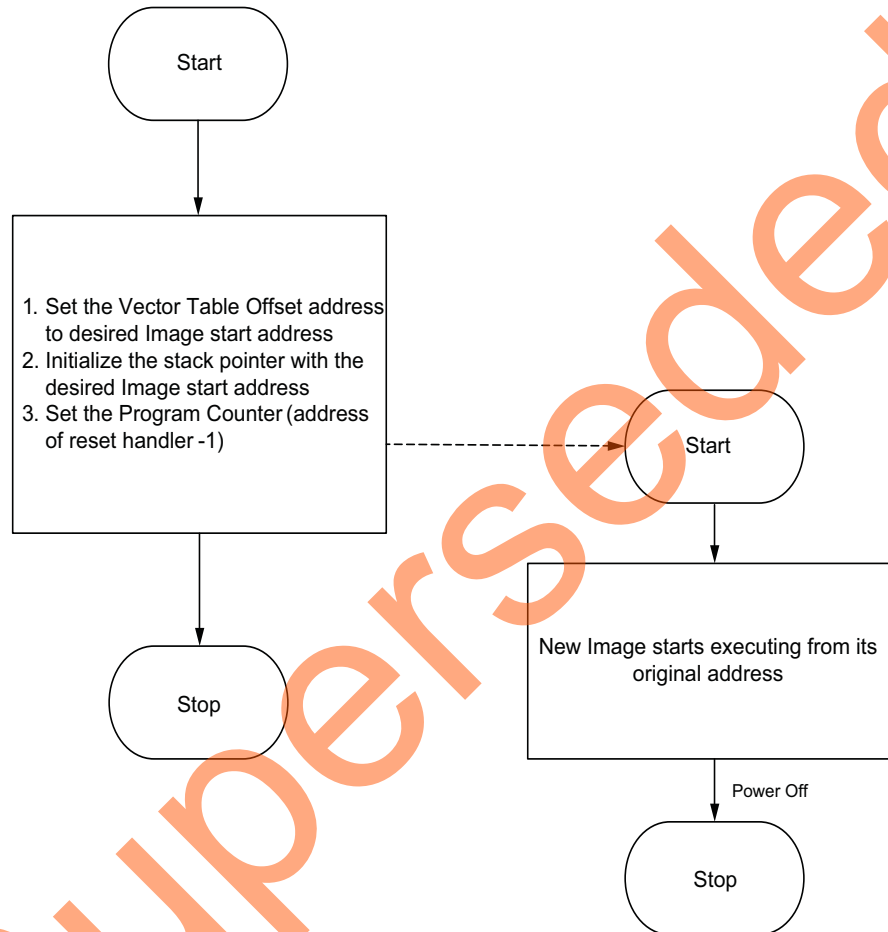 Start
1. Set the Vector Table Offset address
to desired Image start address
2. Initialize the stack pointer with the
desired Image start address
3. Set the Program Counter (address
of reset handler -1)
Stop
Start
New Image starts executing from its
original address
Power Off
Stop
Superseded